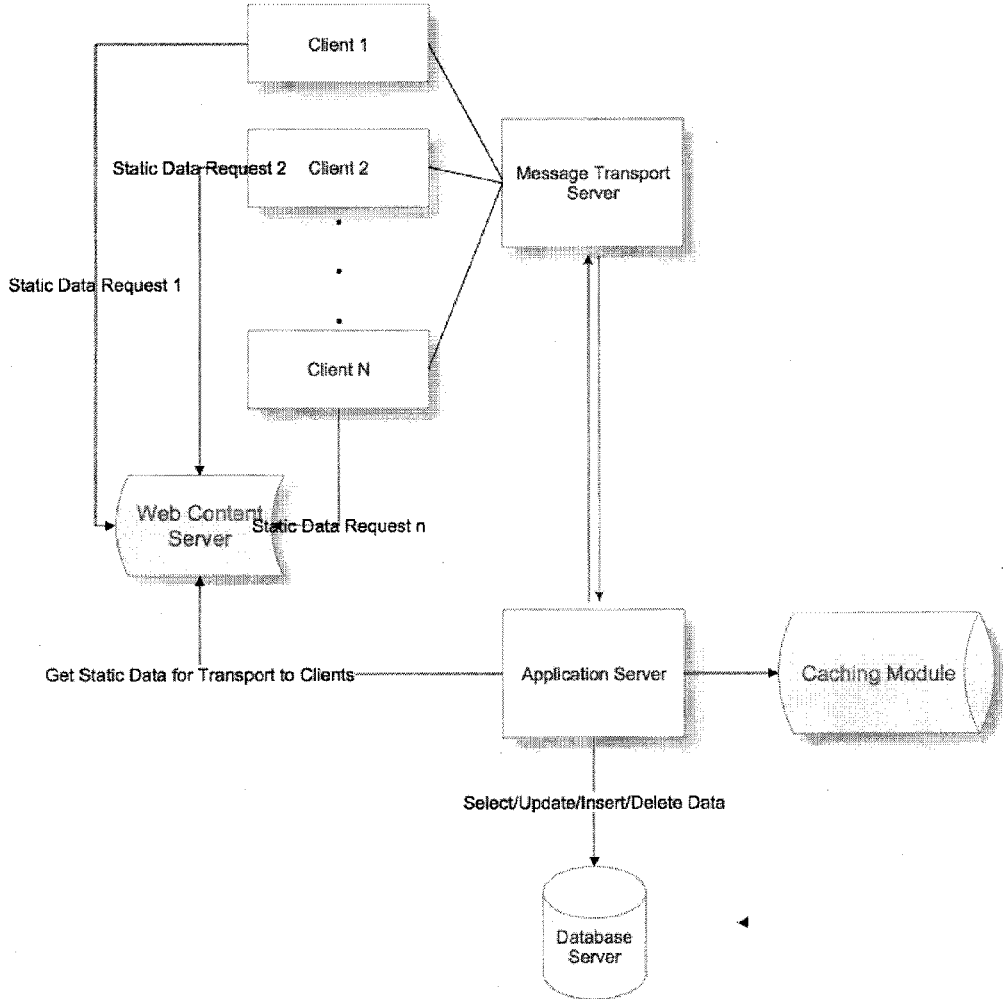 Client 1
Message Transport
Server
Static Data Request 2
Client 2
Static Data Request 1
Client N
Web Content
Server
Static Data Request n
Get Static Data for Transport to Clients
Application Server
Caching Module
Select/Update/Insert/Delete Data
Database
Server